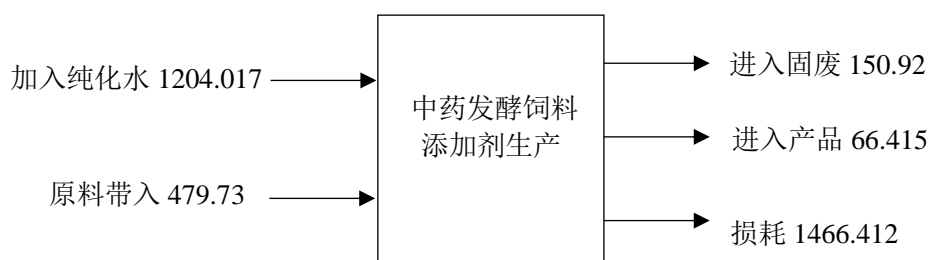 加入纯化水 1204.017
原料带入 479.73
中药发酵饲料
添加剂生产
进入固废 150.92
进入产品 66.415
损耗 1466.412